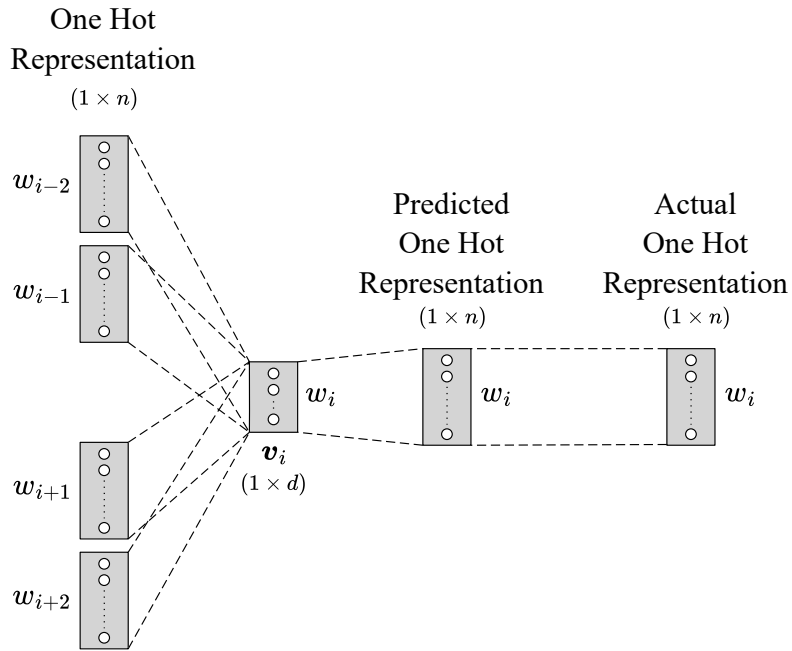 One Hot
Representation
(1 × n)
w_{i−2}
w_{i−1}
w_{i+1}
w_{i+2}
w_i
v_i
(1 × d)
Predicted
One Hot
Representation
(1 × n)
w_i
Actual
One Hot
Representation
(1 × n)
w_i